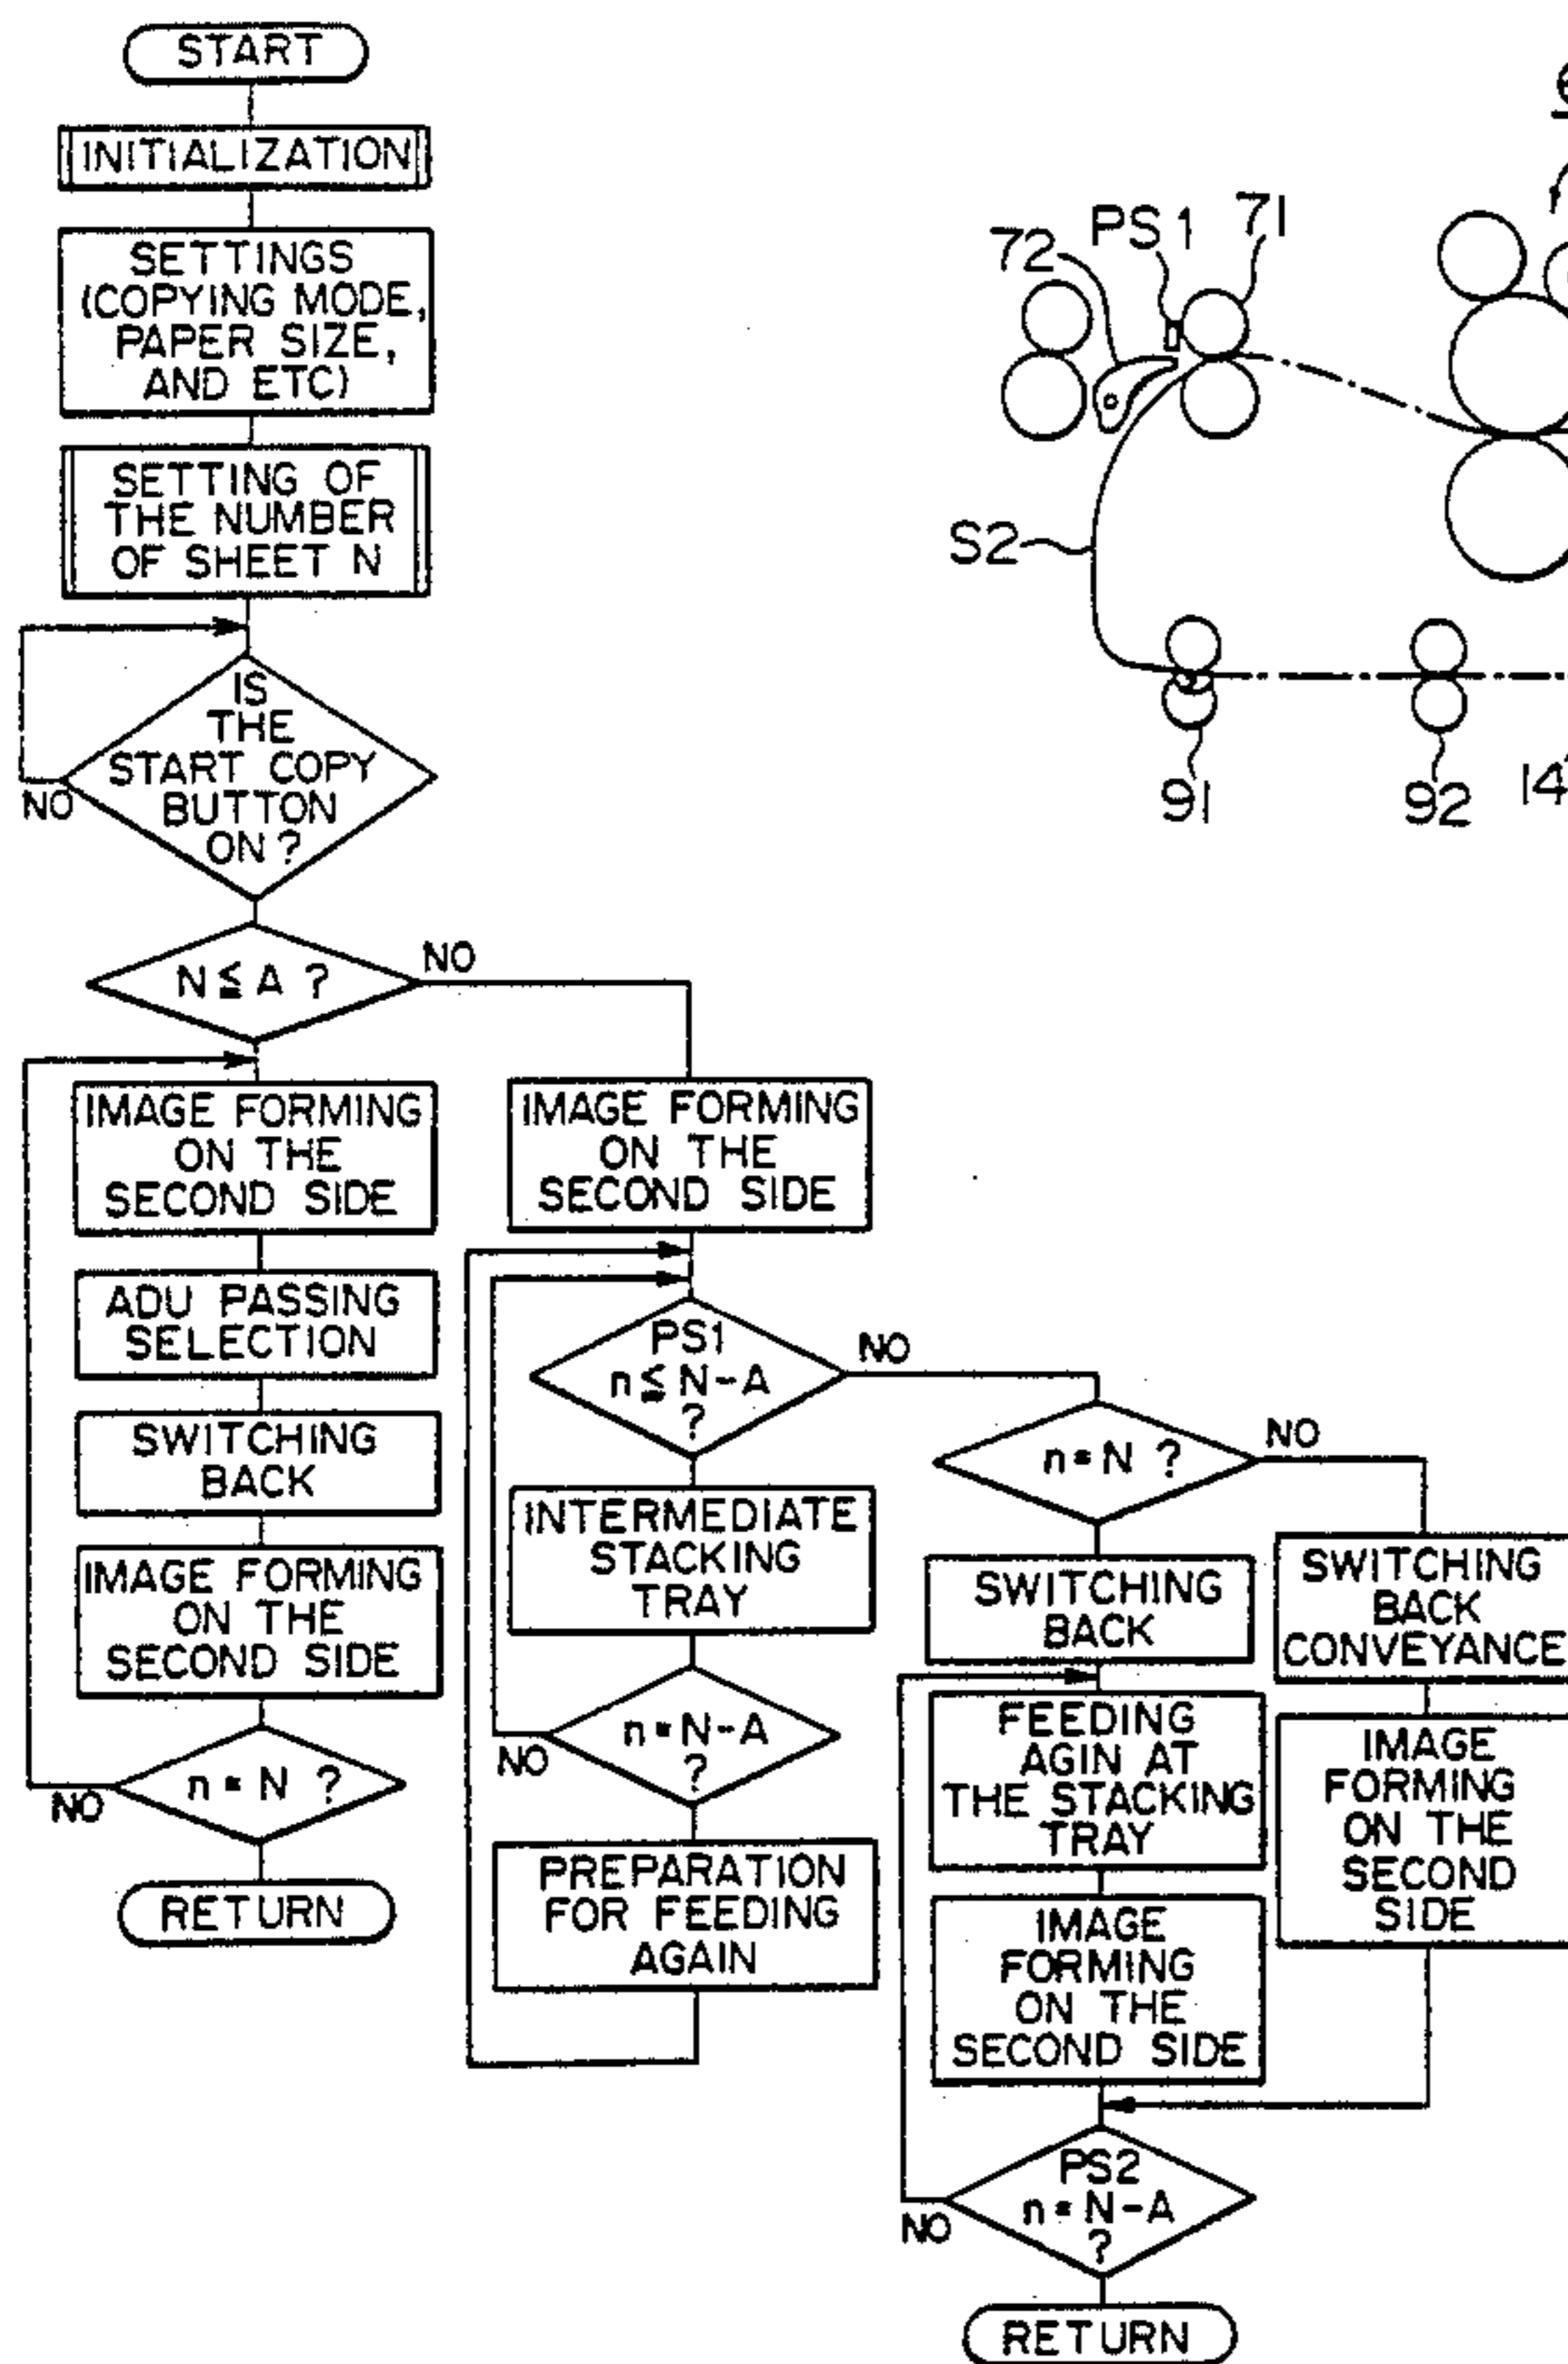 START
INITIALIZATION
SETTINGS
(COPYING MODE,
PAPER SIZE,
AND ETC)
SETTING OF
THE NUMBER
OF SHEET N
IS
THE
START COPY
BUTTON
ON?
NO
N≦A ?
NO
IMAGE FORMING
ON THE
SECOND SIDE
ADU PASSING
SELECTION
SWITCHING
BACK
IMAGE FORMING
ON THE
SECOND SIDE
n=N ?
NO
RETURN
IMAGE FORMING
ON THE
SECOND SIDE
PS1
n≦N-A
?
NO
INTERMEDIATE
STACKING
TRAY
n=N-A
?
NO
PREPARATION
FOR FEEDING
AGAIN
n=N ?
NO
SWITCHING
BACK
FEEDING
AGIN AT
THE STACKING
TRAY
IMAGE
FORMING
ON THE
SECOND SIDE
SWITCHING
BACK
CONVEYANCE
IMAGE
FORMING
ON THE
SECOND
SIDE
PS2
n=N-A
?
NO
RETURN
72
PS1
71
S2
91
92
14